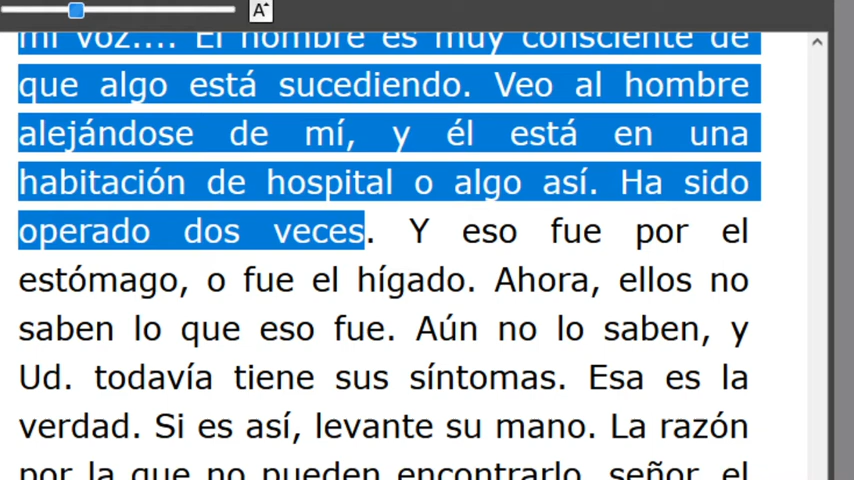 A
mi voz.... El hombre es muy consciente de
que algo está sucediendo. Veo al hombre
alejándose de mí, y él está en una
habitación de hospital o algo así. Ha sido
operado dos veces. Y eso fue por el
estómago, o fue el hígado. Ahora, ellos no
saben lo que eso fue. Aún no lo saben, y
Ud. todavía tiene sus síntomas. Esa es la
verdad. Si es así, levante su mano. La razón
por la que no pueden encontrarlo, señor, el